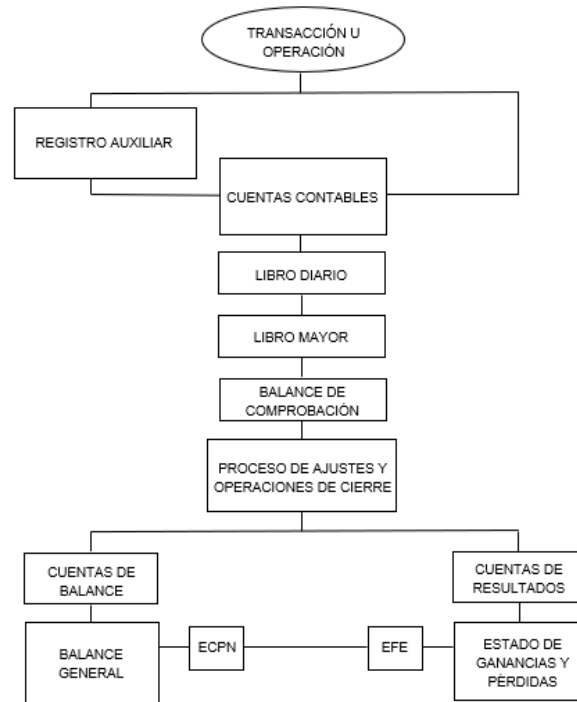 TRANSACCIÓN U
OPERACIÓN
REGISTRO AUXILIAR
CUENTAS CONTABLES
LIBRO DIARIO
LIBRO MAYOR
BALANCE DE
COMPROBACIÓN
PROCESO DE AJUSTES Y
OPERACIONES DE CIERRE
CUENTAS DE
BALANCE
CUENTAS DE
RESULTADOS
BALANCE
GENERAL
ECPN
EFE
ESTADO DE
GANANCIAS Y
PÉRDIDAS